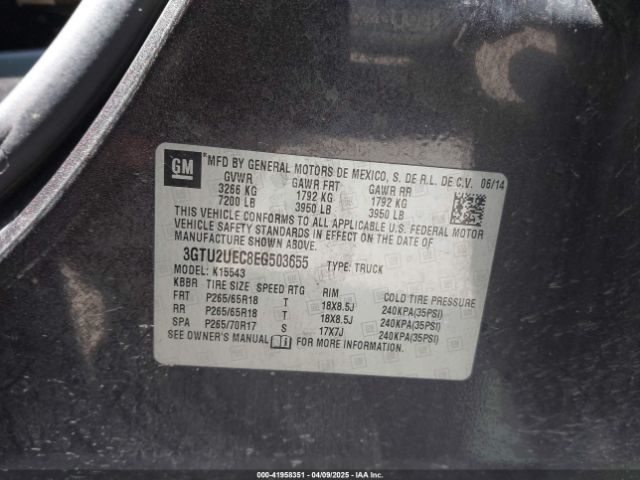 GM *MFD BY GENERAL MOTORS DE MEXICO, S. DE R.L. DE C.V. 06/14
GVWR GAWR FRT GAWR RR
3266 KG 1792 KG 1792 KG
7200 LB 3950 LB 3950 LB
THIS VEHICLE CONFORMS TO ALL APPLICABLE U.S. FEDERAL MOTOR
VEHICLE SAFETY STANDARDS IN EFFECT ON THE DATE OF
MANUFACTURE SHOWN ABOVE.
3GTU2UEC8EG503655 TYPE: TRUCK
MODEL: K15543
KBBR TIRE SIZE SPEED RTG RIM COLD TIRE PRESSURE
FRT P265/65R18 T 18X8.5J 240KPA(35PSI)
RR P265/65R18 T 18X8.5J 240KPA(35PSI)
SPA P265/70R17 S 17X7J 240KPA(35PSI)
SEE OWNER'S MANUAL FOR MORE INFORMATION.
000-41958351 - 04/09/2025 - IAAI.com